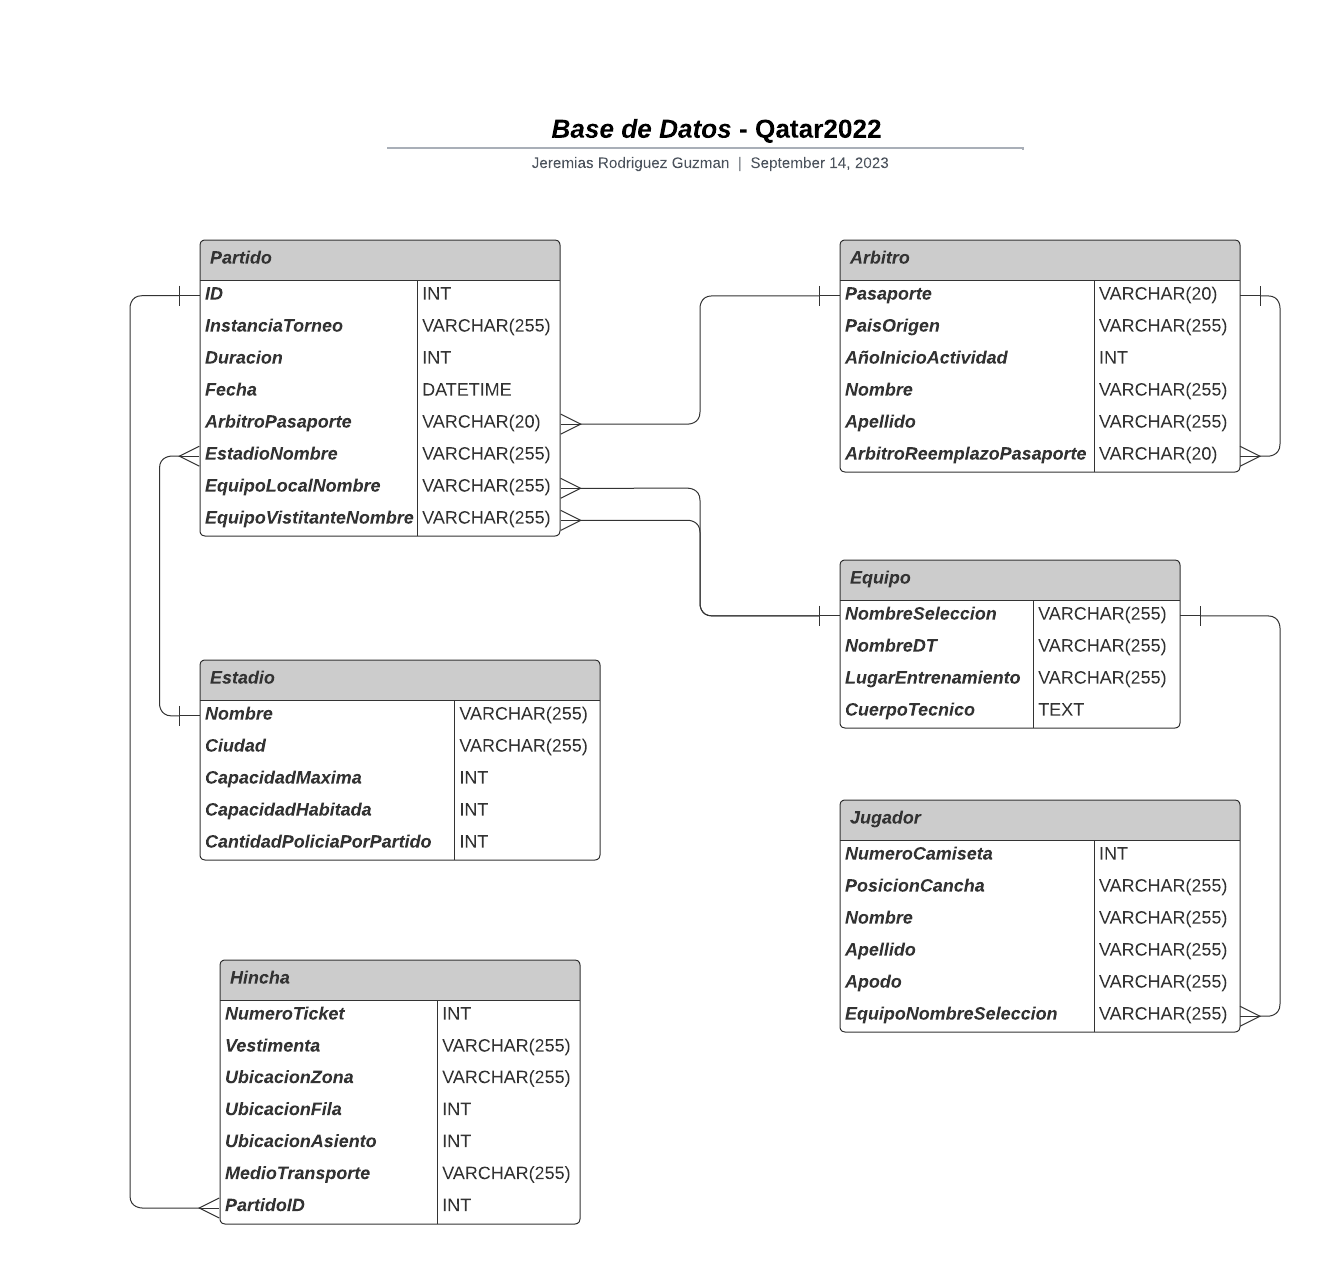 Base de Datos - Qatar2022
Jeremias Rodriguez Guzman | September 14, 2023
Partido
ID INT
InstanciaTorneo VARCHAR(255)
Duracion INT
Fecha DATETIME
ArbitroPasaporte VARCHAR(20)
EstadioNombre VARCHAR(255)
EquipoLocalNombre VARCHAR(255)
EquipoVistitanteNombre VARCHAR(255)
Arbitro
Pasaporte VARCHAR(20)
PaisOrigen VARCHAR(255)
AñoInicioActividad INT
Nombre VARCHAR(255)
Apellido VARCHAR(255)
ArbitroReemplazoPasaporte VARCHAR(20)
Equipo
NombreSeleccion VARCHAR(255)
NombreDT VARCHAR(255)
LugarEntrenamiento VARCHAR(255)
CuerpoTecnico TEXT
Estadio
Nombre VARCHAR(255)
Ciudad VARCHAR(255)
CapacidadMaxima INT
CapacidadHabitada INT
CantidadPoliciaPorPartido INT
Jugador
NumeroCamiseta INT
PosicionCancha VARCHAR(255)
Nombre VARCHAR(255)
Apellido VARCHAR(255)
Apodo VARCHAR(255)
EquipoNombreSeleccion VARCHAR(255)
Hincha
NumeroTicket INT
Vestimenta VARCHAR(255)
UbicacionZona VARCHAR(255)
UbicacionFila INT
UbicacionAsiento INT
MedioTransporte VARCHAR(255)
PartidoID INT